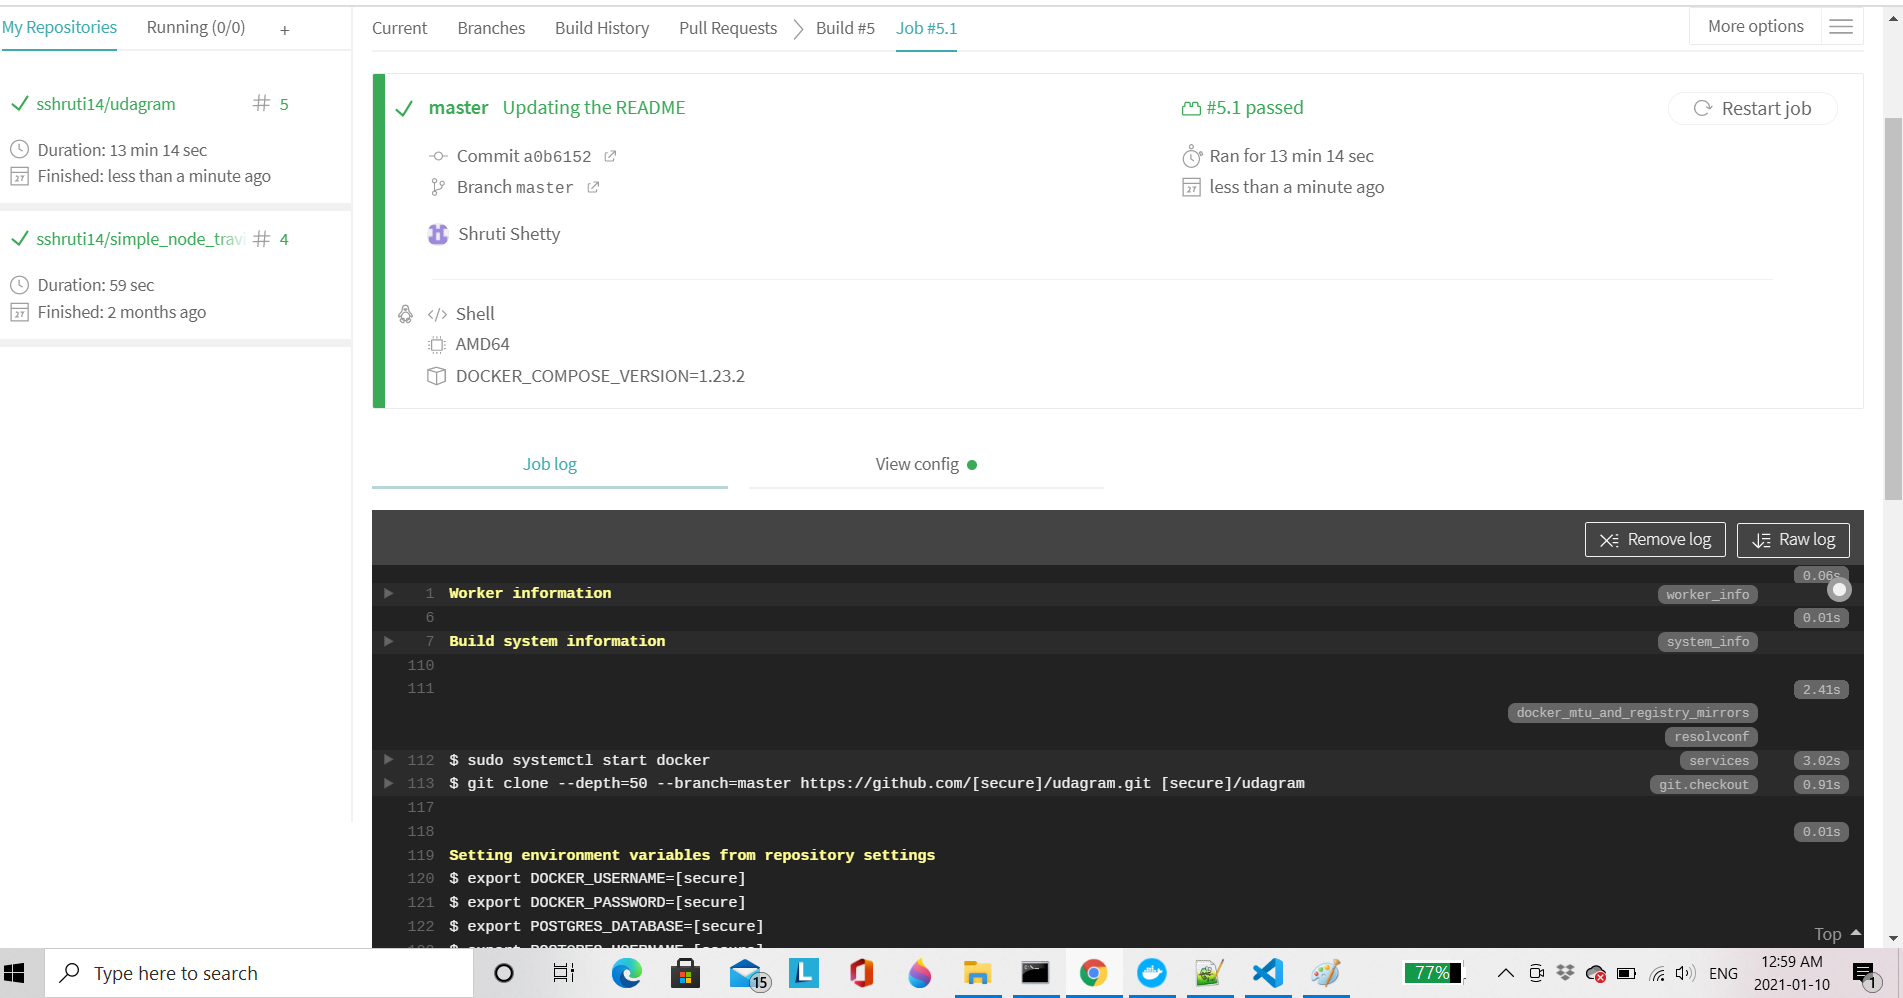 My Repositories Running (0/0) +
sshruti14/udagram # 5
Duration: 13 min 14 sec
Finished: less than a minute ago
sshruti14/simple_node_travi # 4
Duration: 59 sec
Finished: 2 months ago
Current Branches Build History Pull Requests Build #5 Job #5.1
More options
master Updating the README
#5.1 passed
Restart job
Commit a0b6152
Ran for 13 min 14 sec
Branch master
less than a minute ago
Shruti Shetty
</> Shell
AMD64
DOCKER_COMPOSE_VERSION=1.23.2
Job log View config
Remove log Raw log
0.06s
1 Worker information worker_info
6 0.01s
7 Build system information system_info
110
111 2.41s
docker_mtu_and_registry_mirrors
resolvconf
112 $ sudo systemctl start docker services 3.02s
113 $ git clone --depth=50 --branch=master https://github.com/[secure]/udagram.git [secure]/udagram git.checkout 0.91s
117
118 0.01s
119 Setting environment variables from repository settings
120 $ export DOCKER_USERNAME=[secure]
121 $ export DOCKER_PASSWORD=[secure]
122 $ export POSTGRES_DATABASE=[secure]
$ export POSTGRES_USERNAME=[secure]
Top
Type here to search
15
L
77%
ENG
12:59 AM
2021-01-10
1